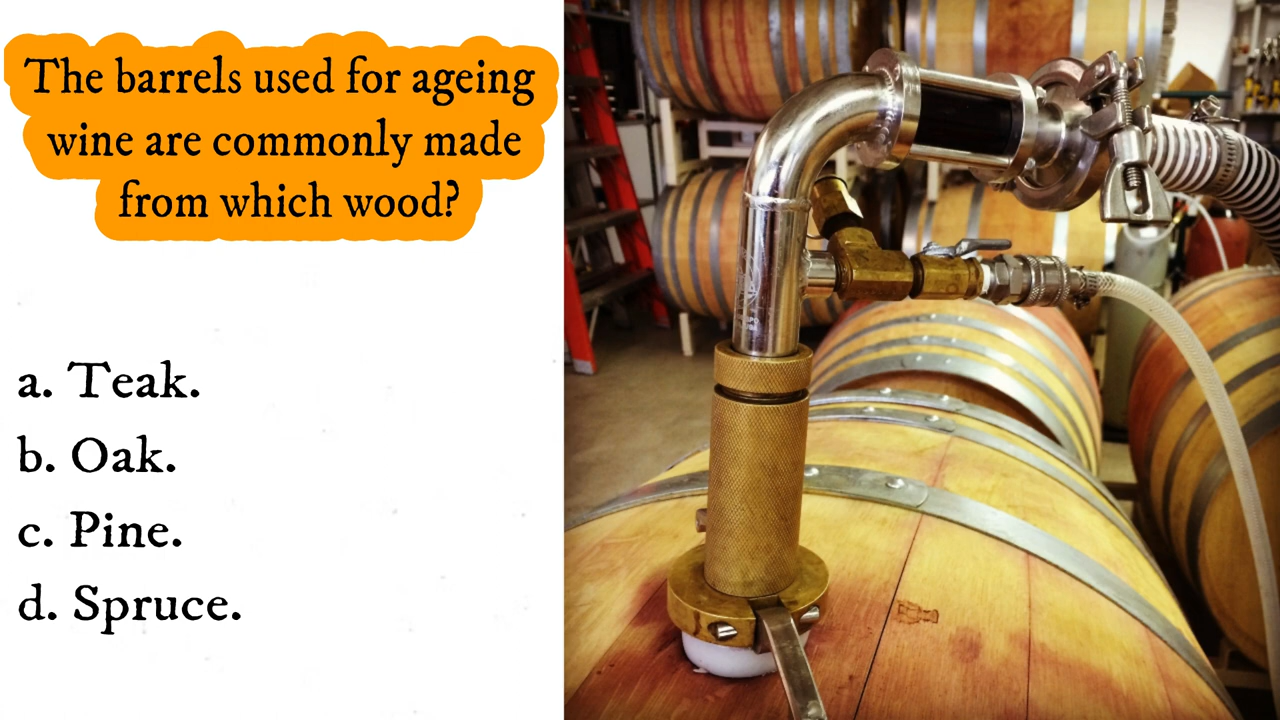 The barrels used for ageing
wine are commonly made
from which wood?
a. Teak.
b. Oak.
c. Pine.
d. Spruce.